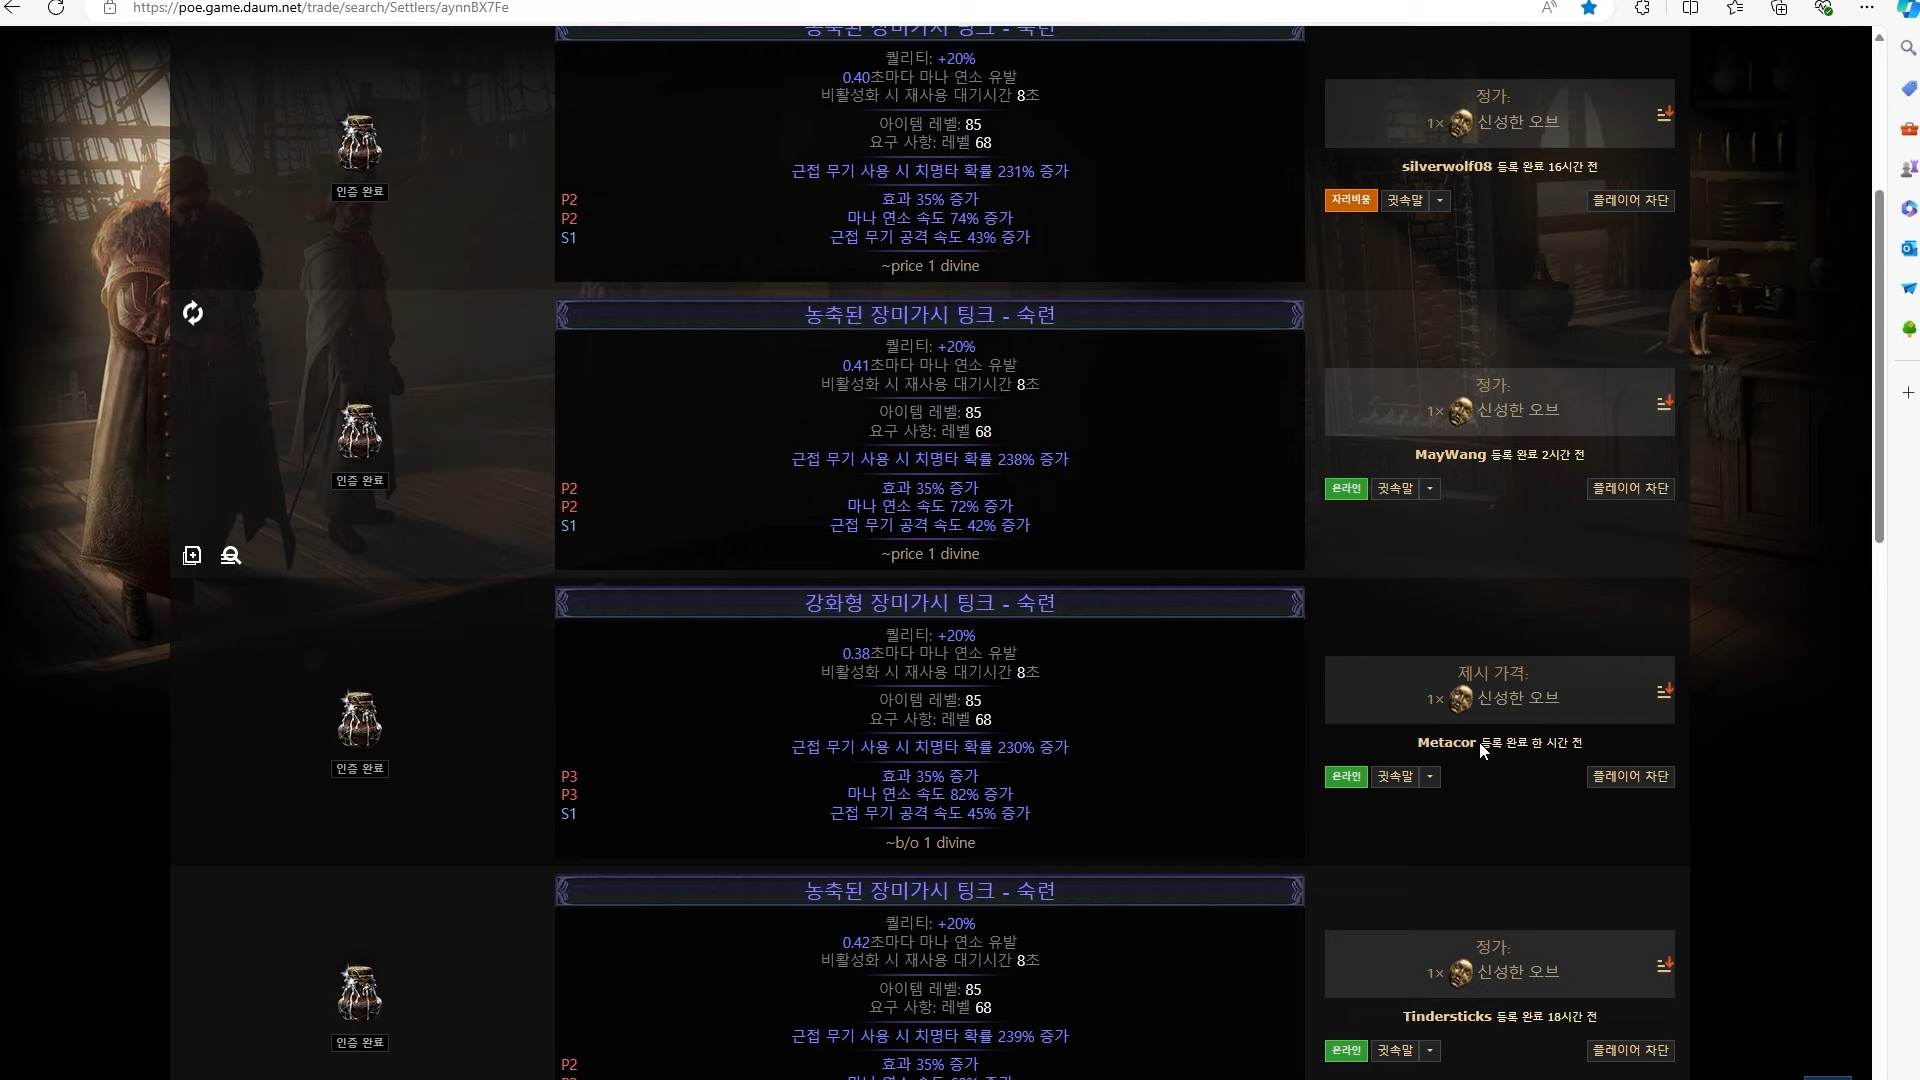 https://poe.game.daum.net/trade/search/Settlers/aynnBX7Fe
농축된 장미가시 팅크 - 숙련
퀄리티: +20%
0.40초마다 마나 연소 유발
비활성화 시 재사용 대기시간 8초
아이템 레벨: 85
요구 사항: 레벨 68
근접 무기 사용 시 치명타 확률 231% 증가
P2 효과 35% 증가
P2 마나 연소 속도 74% 증가
S1 근접 무기 공격 속도 43% 증가
~price 1 divine
인증 완료
정가:
1× 신성한 오브
silverwolf08 등록 완료 16시간 전
자리비움 귓속말 플레이어 차단
농축된 장미가시 팅크 - 숙련
퀄리티: +20%
0.41초마다 마나 연소 유발
비활성화 시 재사용 대기시간 8초
아이템 레벨: 85
요구 사항: 레벨 68
근접 무기 사용 시 치명타 확률 238% 증가
P2 효과 35% 증가
P2 마나 연소 속도 72% 증가
S1 근접 무기 공격 속도 42% 증가
~price 1 divine
인증 완료
정가:
1× 신성한 오브
MayWang 등록 완료 2시간 전
온라인 귓속말 플레이어 차단
강화형 장미가시 팅크 - 숙련
퀄리티: +20%
0.38초마다 마나 연소 유발
비활성화 시 재사용 대기시간 8초
아이템 레벨: 85
요구 사항: 레벨 68
근접 무기 사용 시 치명타 확률 230% 증가
P3 효과 35% 증가
P3 마나 연소 속도 82% 증가
S1 근접 무기 공격 속도 45% 증가
~b/o 1 divine
인증 완료
제시 가격:
1× 신성한 오브
Metacor 등록 완료 한 시간 전
온라인 귓속말 플레이어 차단
농축된 장미가시 팅크 - 숙련
퀄리티: +20%
0.42초마다 마나 연소 유발
비활성화 시 재사용 대기시간 8초
아이템 레벨: 85
요구 사항: 레벨 68
근접 무기 사용 시 치명타 확률 239% 증가
P2 효과 35% 증가
인증 완료
정가:
1× 신성한 오브
Tindersticks 등록 완료 18시간 전
온라인 귓속말 플레이어 차단